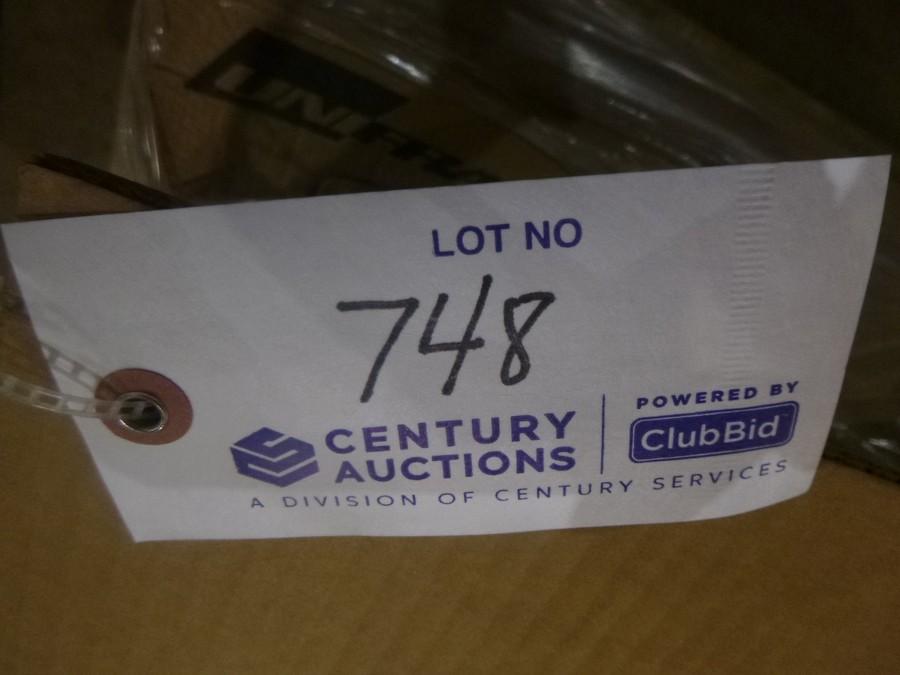 LOT NO
748
CENTURY
AUCTIONS
A DIVISION OF CENTURY SERVICES
POWERED BY
ClubBid